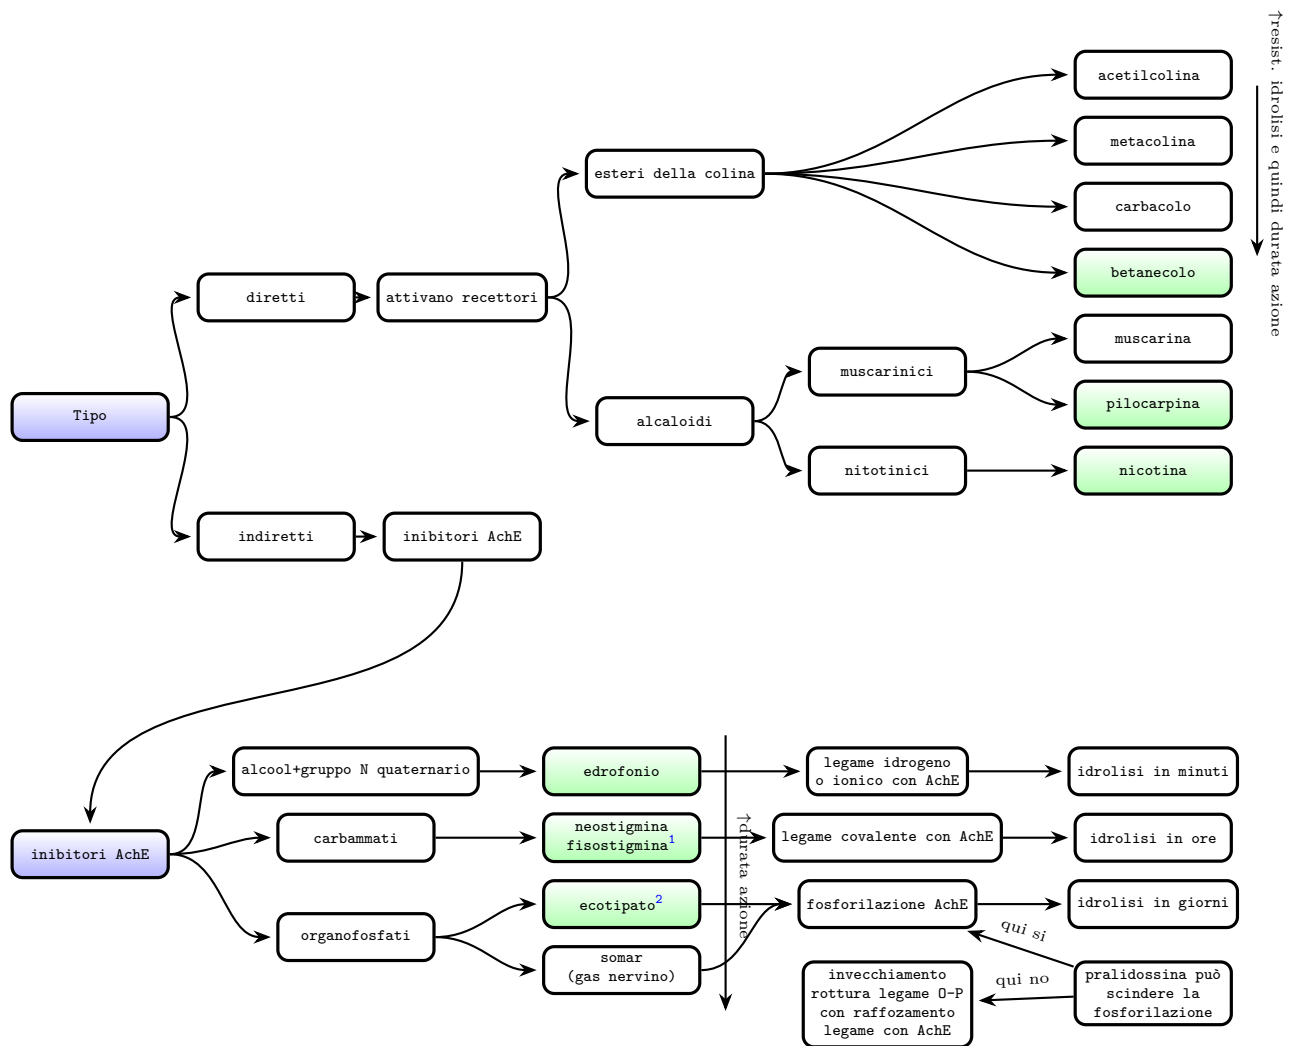 ↑resist. idrolisi e quindi durata azione
acetilcolina
metacolina
esteri della colina
carbacolo
betanecolo
diretti
attivano recettori
muscarina
muscarinici
pilocarpina
Tipo
alcaloidi
nitotinici
nicotina
indiretti
inibitori AchE
alcool+gruppo N quaternario
edrofonio
legame idrogeno
o ionico con AchE
idrolisi in minuti
inibitori AchE
carbammati
neostigmina
fisostigmina1
↑durata azione
legame covalente con AchE
idrolisi in ore
organofosfati
ecotipato2
fosforilazione AchE
idrolisi in giorni
somar
(gas nervino)
qui si
qui no
invecchiamento
rottura legame O-P
con raffozamento
legame con AchE
pralidossina può
scindere la
fosforilazione